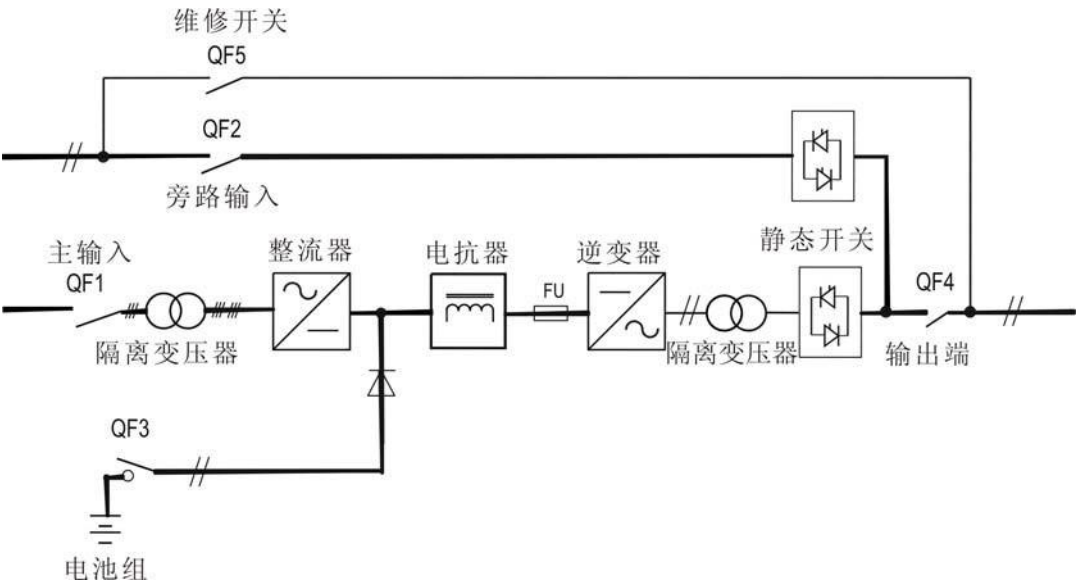 维修开关
QF5
QF2
旁路输入
主输入
QF1
隔离变压器
整流器
电抗器
FU
逆变器
隔离变压器
静态开关
QF4
输出端
QF3
电池组